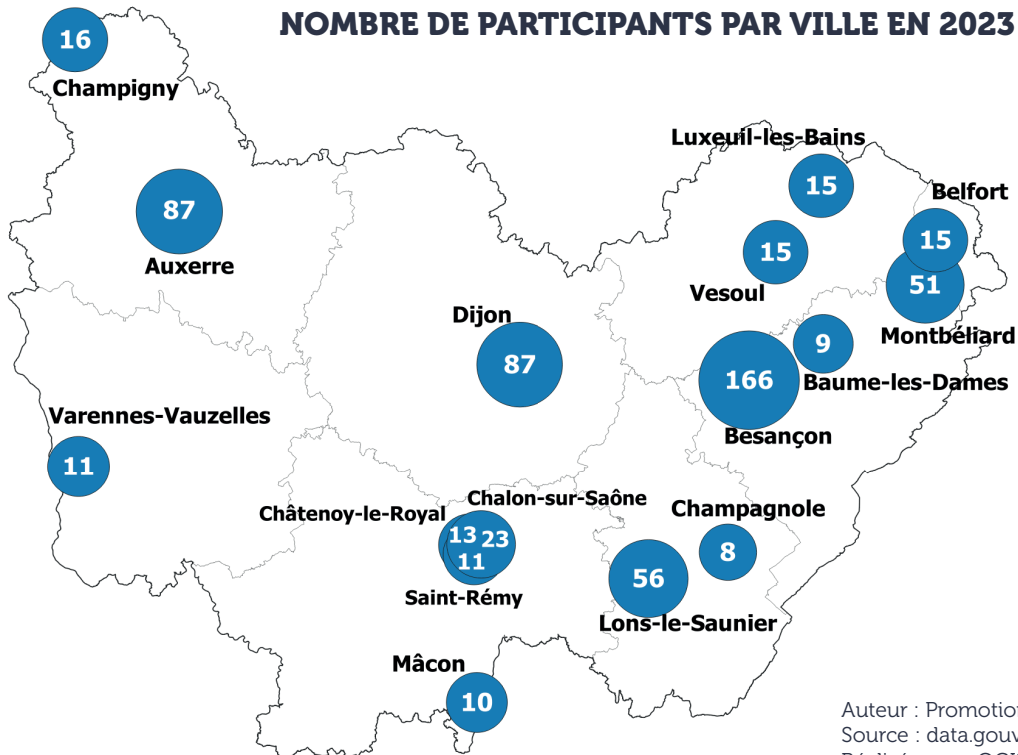 NOMBRE DE PARTICIPANTS PAR VILLE EN 2023
16
Champigny
Luxeuil-les-Bains
15
Belfort
87
15
Auxerre
15
Vesoul
51
Dijon
Montbéliard
87
9
166
Baume-les-Dames
Besançon
Varennes-Vauzelles
11
Châtenoy-le-Royal
Chalon-sur-Saône
Champagnole
13
23
11
8
56
Saint-Rémy
Lons-le-Saunier
Mâcon
10
Auteur : Promotion
Source : data.gouv